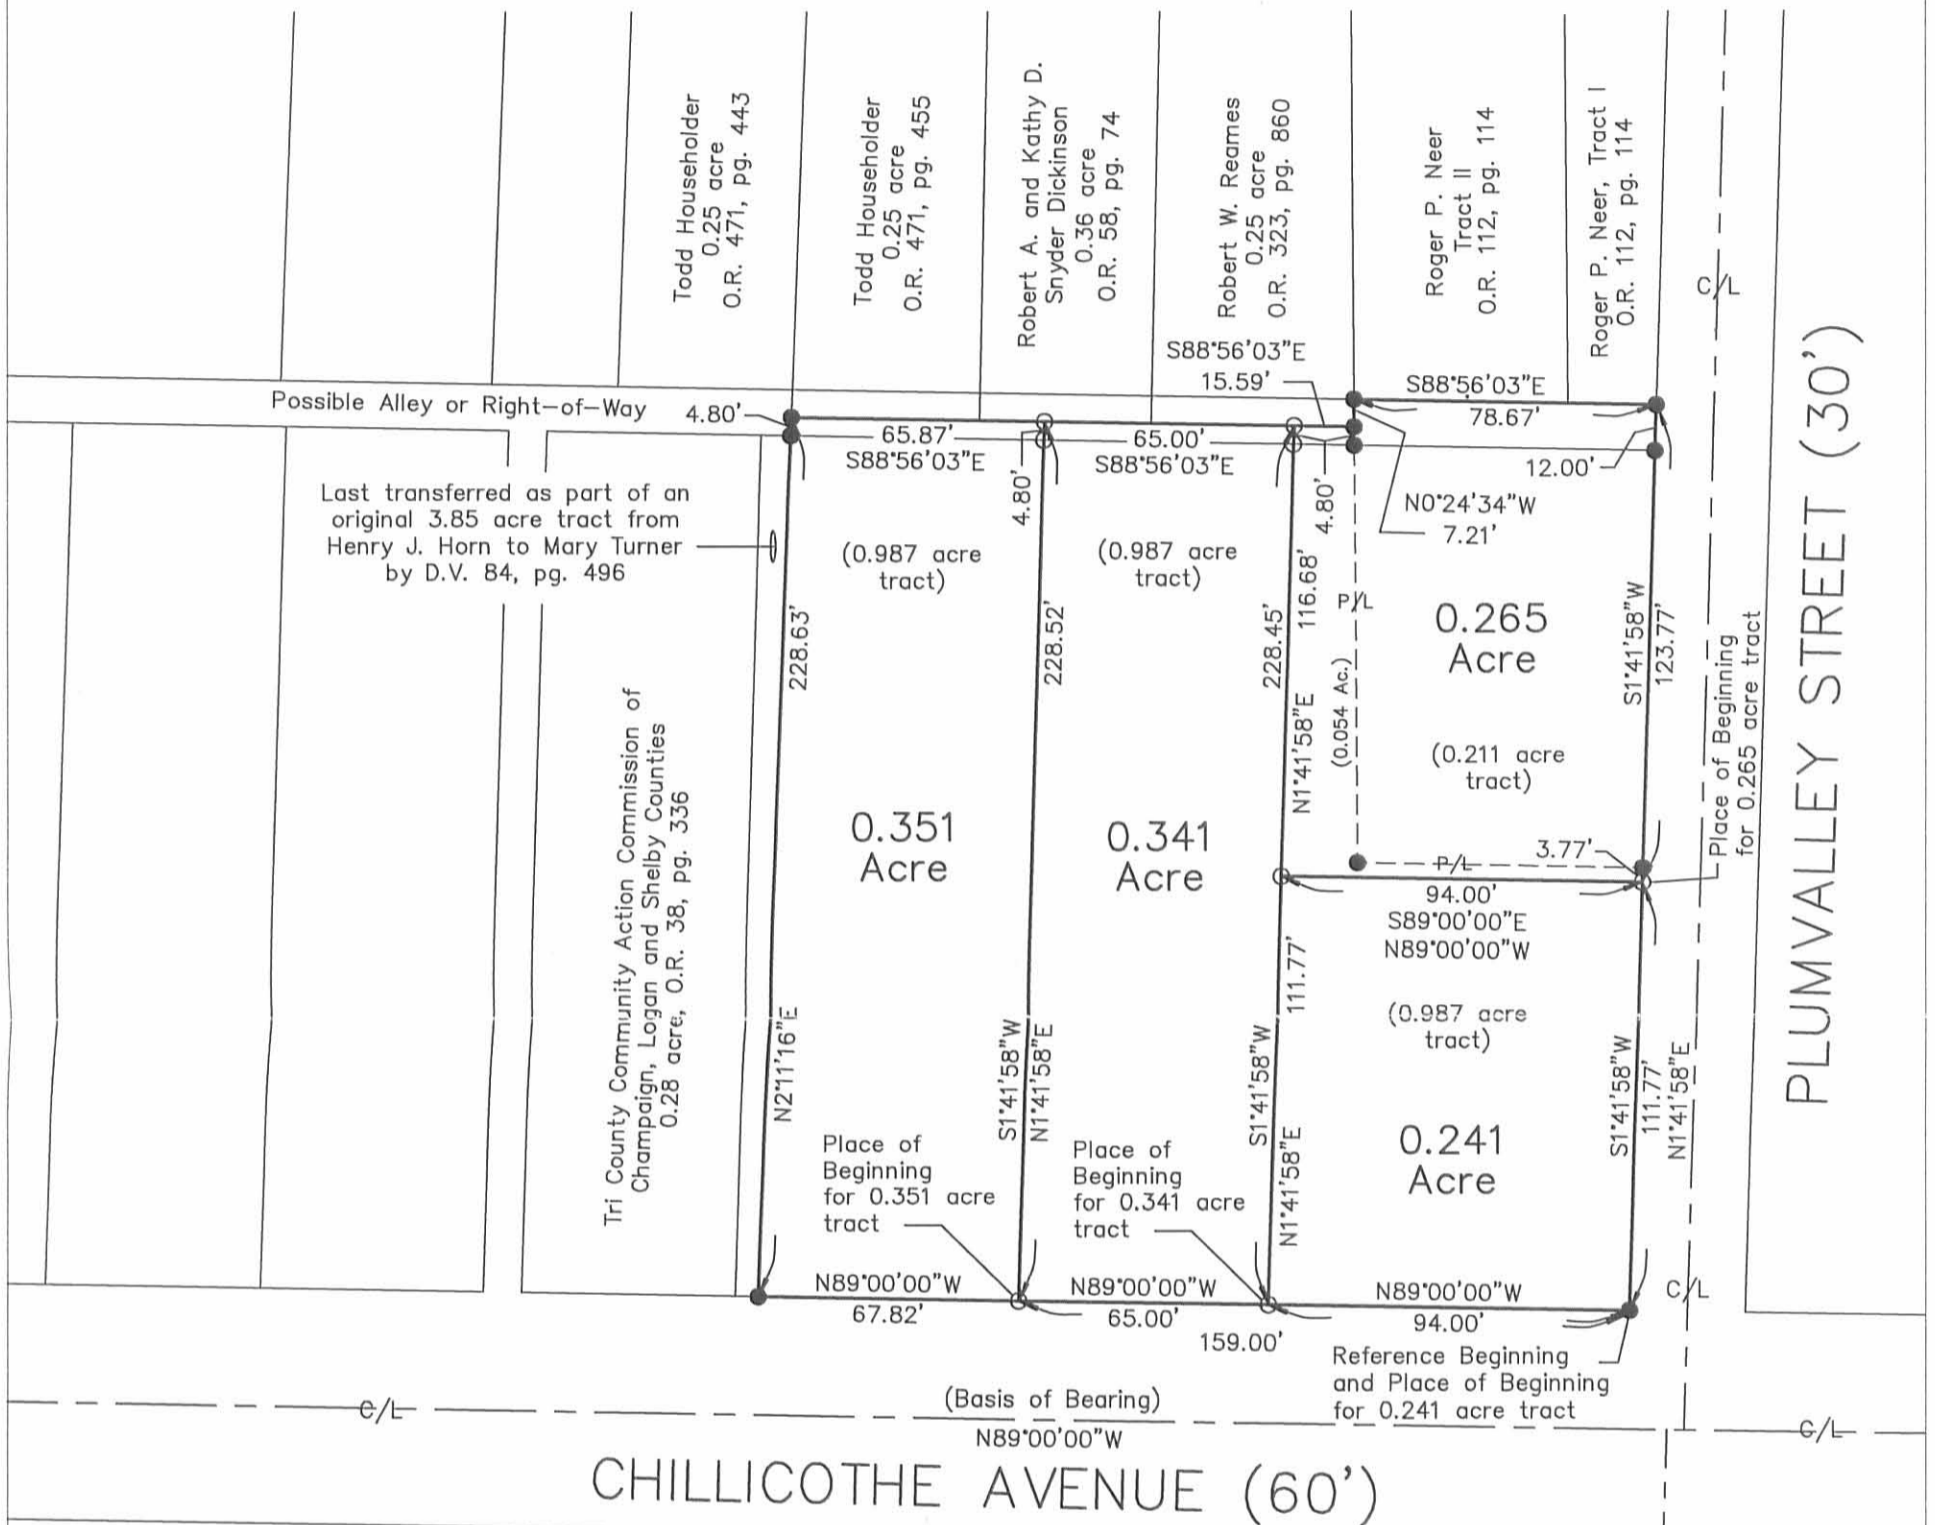 Todd Householder
0.25 acre
O.R. 471, pg. 443
Todd Householder
0.25 acre
O.R. 471, pg. 455
Robert A. and Kathy D.
Snyder Dickinson
0.36 acre
O.R. 58, pg. 74
Robert W. Reames
0.25 acre
O.R. 323, pg. 860
Roger P. Neer
Tract II
O.R. 112, pg. 114
Roger P. Neer, Tract I
O.R. 112, pg. 114
C/L
PLUMVALLEY STREET (30')
S88°56'03"E
15.59'
S88°56'03"E
78.67'
Possible Alley or Right-of-Way
4.80'
65.87'
S88°56'03"E
4.80'
65.00'
S88°56'03"E
4.80'
12.00'
N0°24'34"W
7.21'
Last transferred as part of an
original 3.85 acre tract from
Henry J. Horn to Mary Turner
by D.V. 84, pg. 496
(0.987 acre
tract)
(0.987 acre
tract)
228.63'
228.52'
228.45'
116.68'
N1°41'58"E
P/L
(0.054 Ac.)
0.265
Acre
(0.211 acre
tract)
S1°41'58"W
123.77'
Place of Beginning
for 0.265 acre tract
Tri County Community Action Commission of
Champaign, Logan and Shelby Counties
0.28 acre, O.R. 38, pg. 336
0.351
Acre
0.341
Acre
P/L
3.77'
94.00'
S89°00'00"E
N89°00'00"W
111.77'
(0.987 acre
tract)
N2°11'16"E
S1°41'58"W
N1°41'58"E
S1°41'58"W
N1°41'58"E
0.241
Acre
S1°41'58"W
111.77'
N1°41'58"E
Place of
Beginning
for 0.351 acre
tract
Place of
Beginning
for 0.341 acre
tract
N89°00'00"W
67.82'
N89°00'00"W
65.00'
N89°00'00"W
94.00'
159.00'
C/L
Reference Beginning
and Place of Beginning
for 0.241 acre tract
C/L
(Basis of Bearing)
N89°00'00"W
C/L
CHILLICOTHE AVENUE (60')